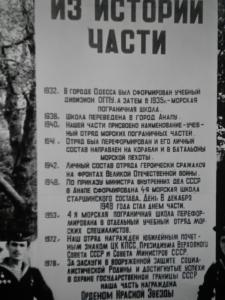 ИЗ ИСТОРИИ
ЧАСТИ
1932. В ГОРОДЕ ОДЕССА БЫЛ СФОРМИРОВАН УЧЕБНЫЙ
ДИВИЗИОН ОГПУ, А ЗАТЕМ В 1935г.-МОРСКАЯ
ПОГРАНИЧНАЯ ШКОЛА.
1938. ШКОЛА ПЕРЕВЕДЕНА В ГОРОД АНАПУ
1940. НАШЕЙ ЧАСТИ ПРИСВОЕНО НАИМЕНОВАНИЕ-УЧЕБ-
НЫЙ ОТРЯД МОРСКИХ ПОГРАНИЧНЫХ ЧАСТЕЙ.
1941.- ОТРЯД БЫЛ ПЕРЕФОРМИРОВАН И ЕГО ЛИЧНЫЙ
СОСТАВ НАПРАВЛЕН НА КОРАБЛИ И В БАТАЛЬОНЫ
МОРСКОЙ ПЕХОТЫ.
1942. ЛИЧНЫЙ СОСТАВ ОТРЯДА ГЕРОИЧЕСКИ СРАЖАЛСЯ
НА ФРОНТАХ ВЕЛИКОЙ ОТЕЧЕСТВЕННОЙ ВОЙНЫ.
1948. ПО ПРИКАЗУ МИНИСТРА ВНУТРЕННИХ ДЕЛ СССР
В АНАПЕ СФОРМИРОВАНА 4-Я МОРСКАЯ ШКОЛА
СТАРШИНСКОГО СОСТАВА. ДЕНЬ 8 ДЕКАБРЯ
1948 ГОДА СТАЛ ДНЕМ ЧАСТИ.
1953. 4 Я МОРСКАЯ ПОГРАНИЧНАЯ ШКОЛА ПЕРЕФОР-
МИРОВАНА В ОТДЕЛЬНЫЙ УЧЕБНЫЙ ОТРЯД МОР-
СКИХ СПЕЦИАЛИСТОВ.
1972. НАШ ОТРЯД НАГРАЖДЕН ЮБИЛЕЙНЫМ ПОЧЕТ-
НЫМ ЗНАКОМ ЦК КПСС, ПРЕЗИДИУМА ВЕРХОВНОГО
СОВЕТА СССР И СОВЕТА МИНИСТРОВ СССР
1978. ЗА ЗАСЛУГИ В ВООРУЖЕННОЙ ЗАЩИТЕ СОЦИА-
ЛИСТИЧЕСКОЙ РОДИНЫ И ДОСТИГНУТЫЕ УСПЕХИ
В ОХРАНЕ ГОСУДАРСТВЕННОЙ ГРАНИЦЫ СССР
НАША ЧАСТЬ НАГРАЖДЕНА
ОРДЕНОМ КРАСНОЙ ЗВЕЗДЫ